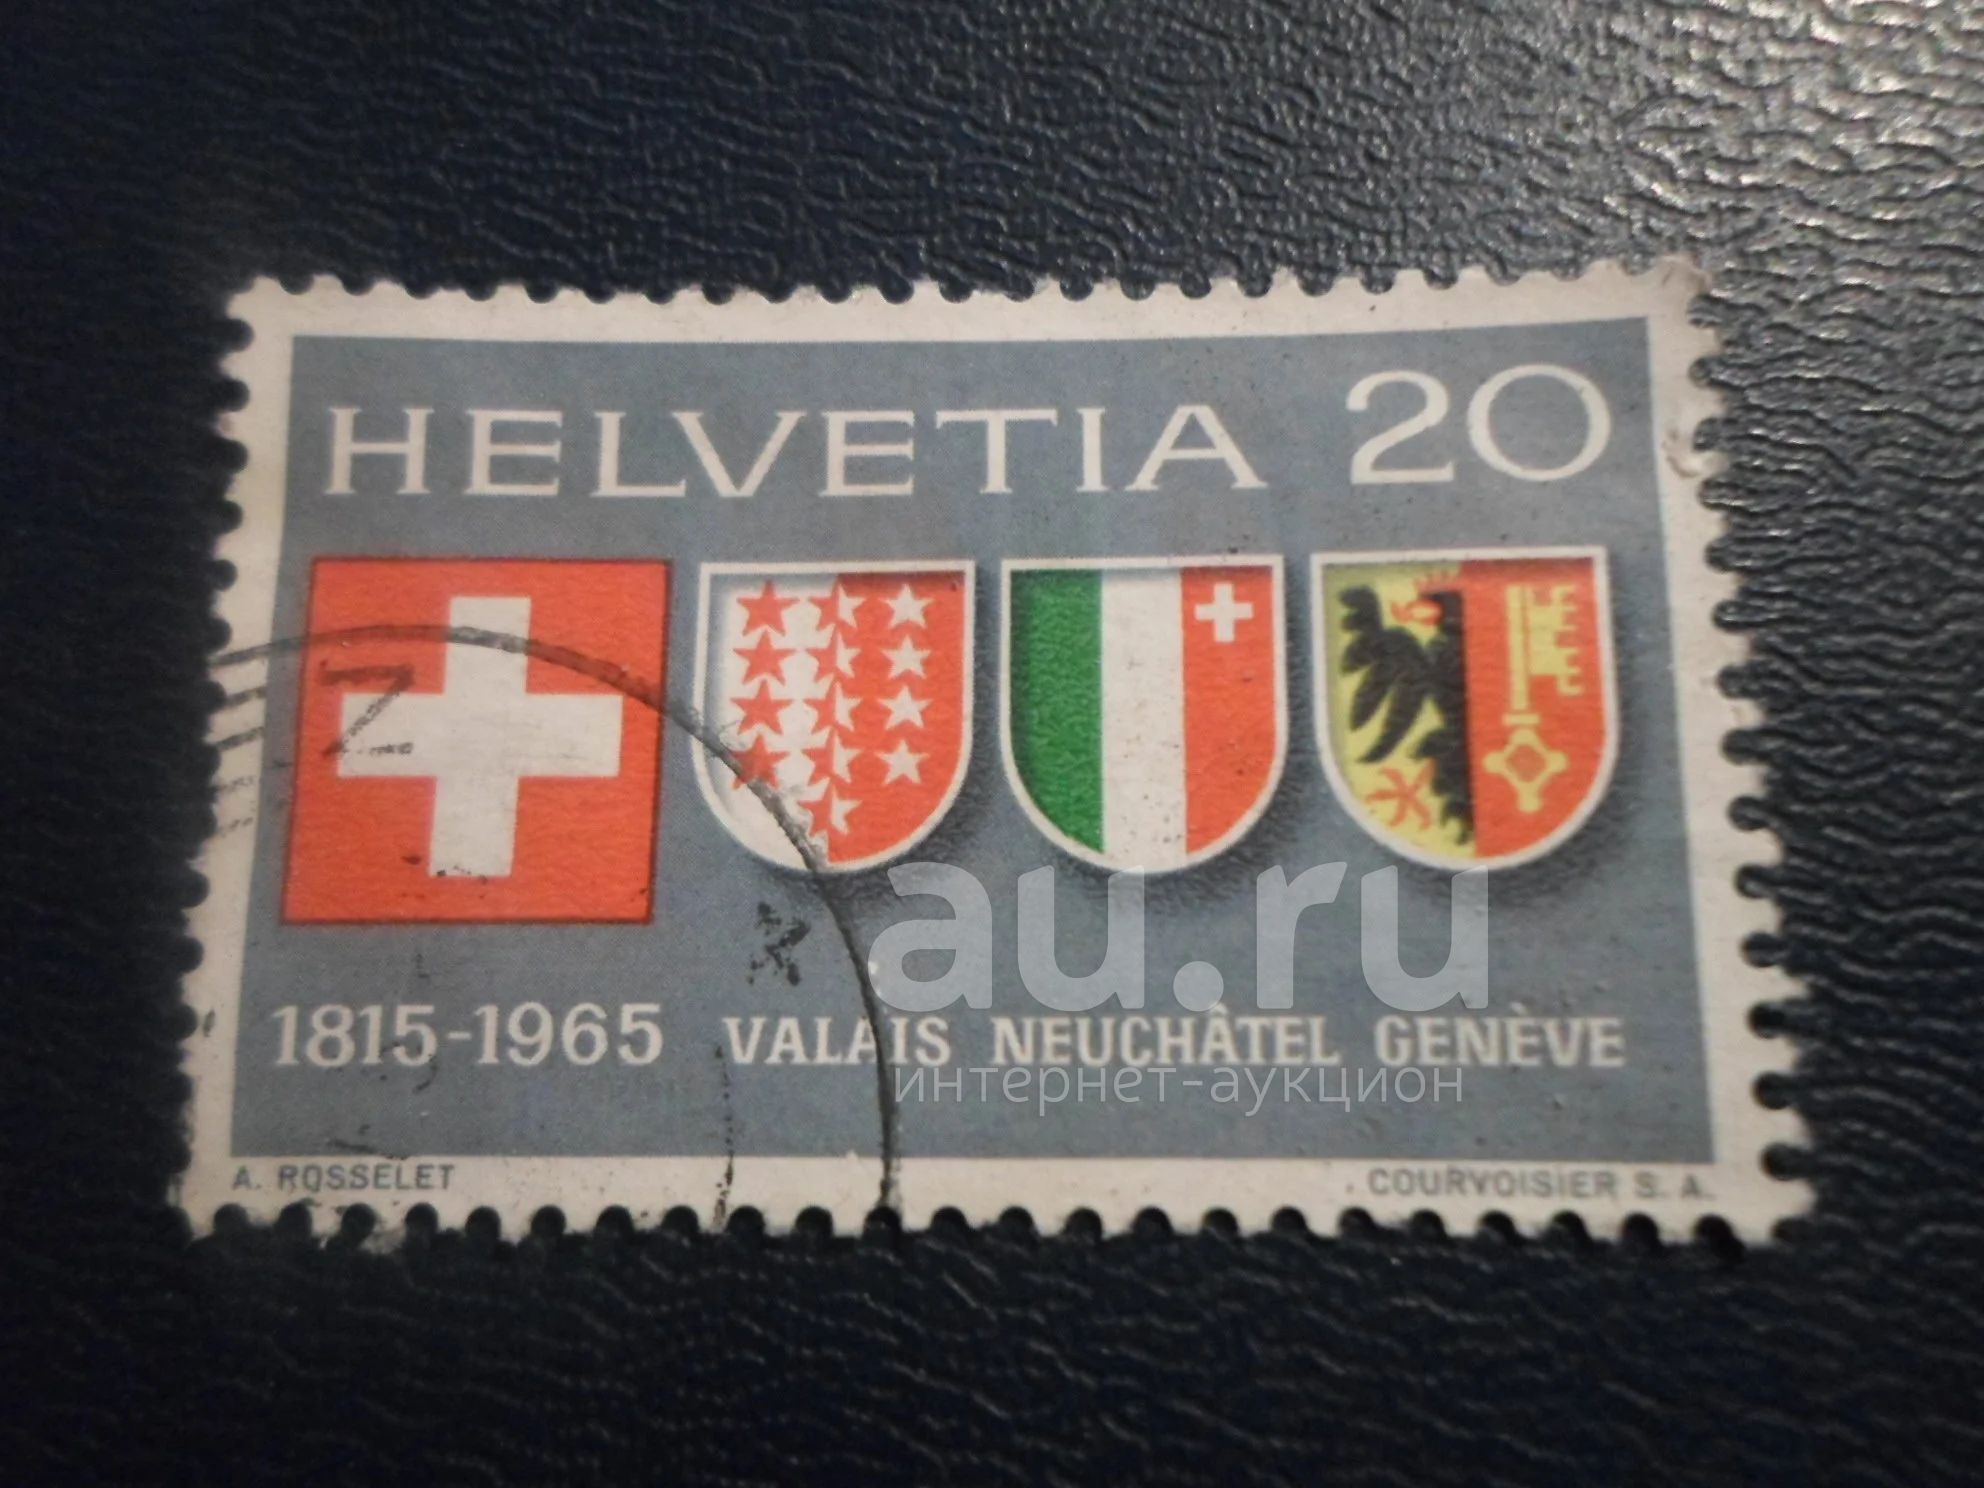 HELVETIA 20
1815-1965 VALAIS NEUCHÂTEL GENÈVE
A. ROSSELET COURVOISIER S. A.
au.ru
интернет-аукцион